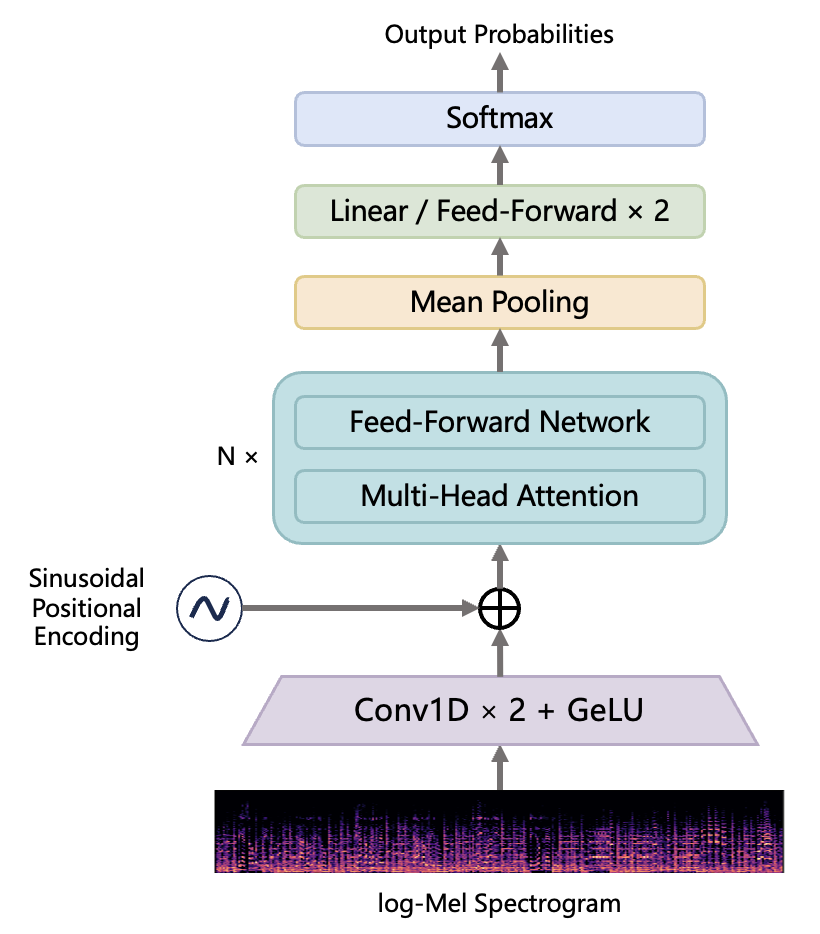 Output Probabilities
Softmax
Linear / Feed-Forward × 2
Mean Pooling
Feed-Forward Network
N ×
Multi-Head Attention
Sinusoidal
Positional
Encoding
Conv1D × 2 + GeLU
log-Mel Spectrogram